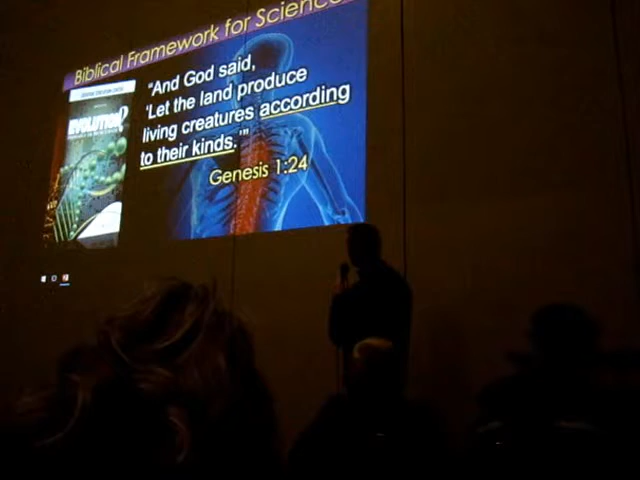 Biblical Framework for Science
"And God said,
'Let the land produce
living creatures according
to their kinds.'"
Genesis 1:24
EVOLUTION?